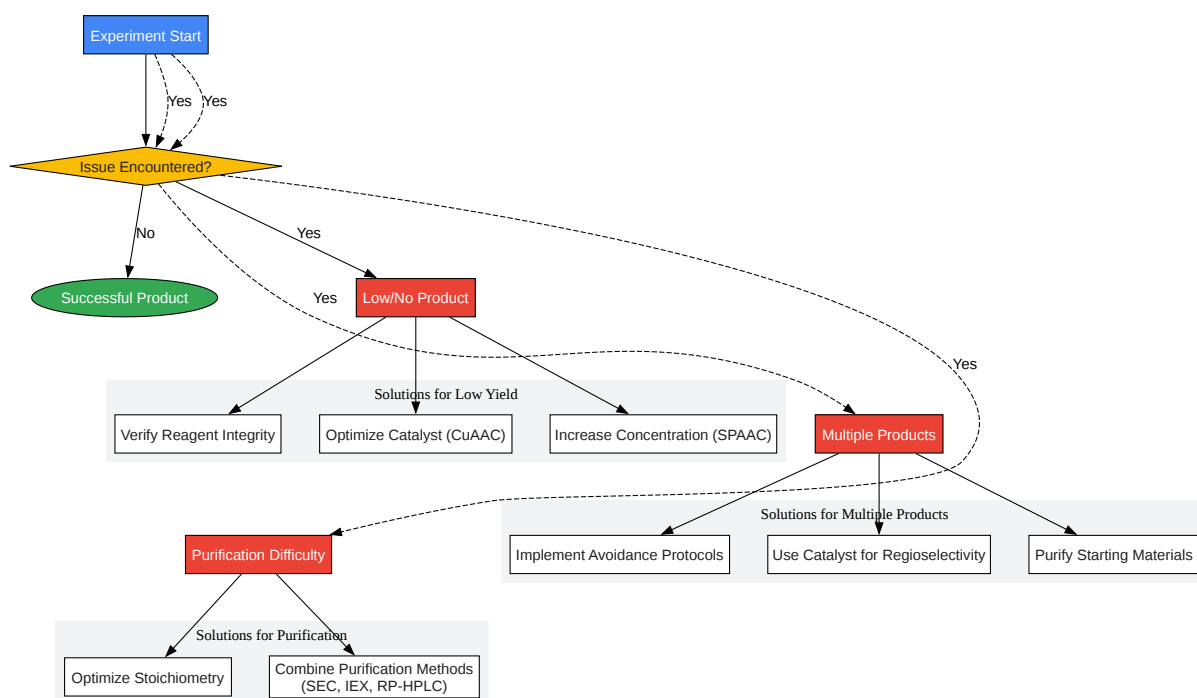 Experiment Start
Yes
Yes
Issue Encountered?
No
Yes
Successful Product
Low/No Product
Yes
Yes
Solutions for Low Yield
Verify Reagent Integrity
Optimize Catalyst (CuAAC)
Increase Concentration (SPAAC)
Multiple Products
Solutions for Multiple Products
Purification Difficulty
Implement Avoidance Protocols
Use Catalyst for Regioselectivity
Purify Starting Materials
Solutions for Purification
Optimize Stoichiometry
Combine Purification Methods
(SEC, IEX, RP-HPLC)